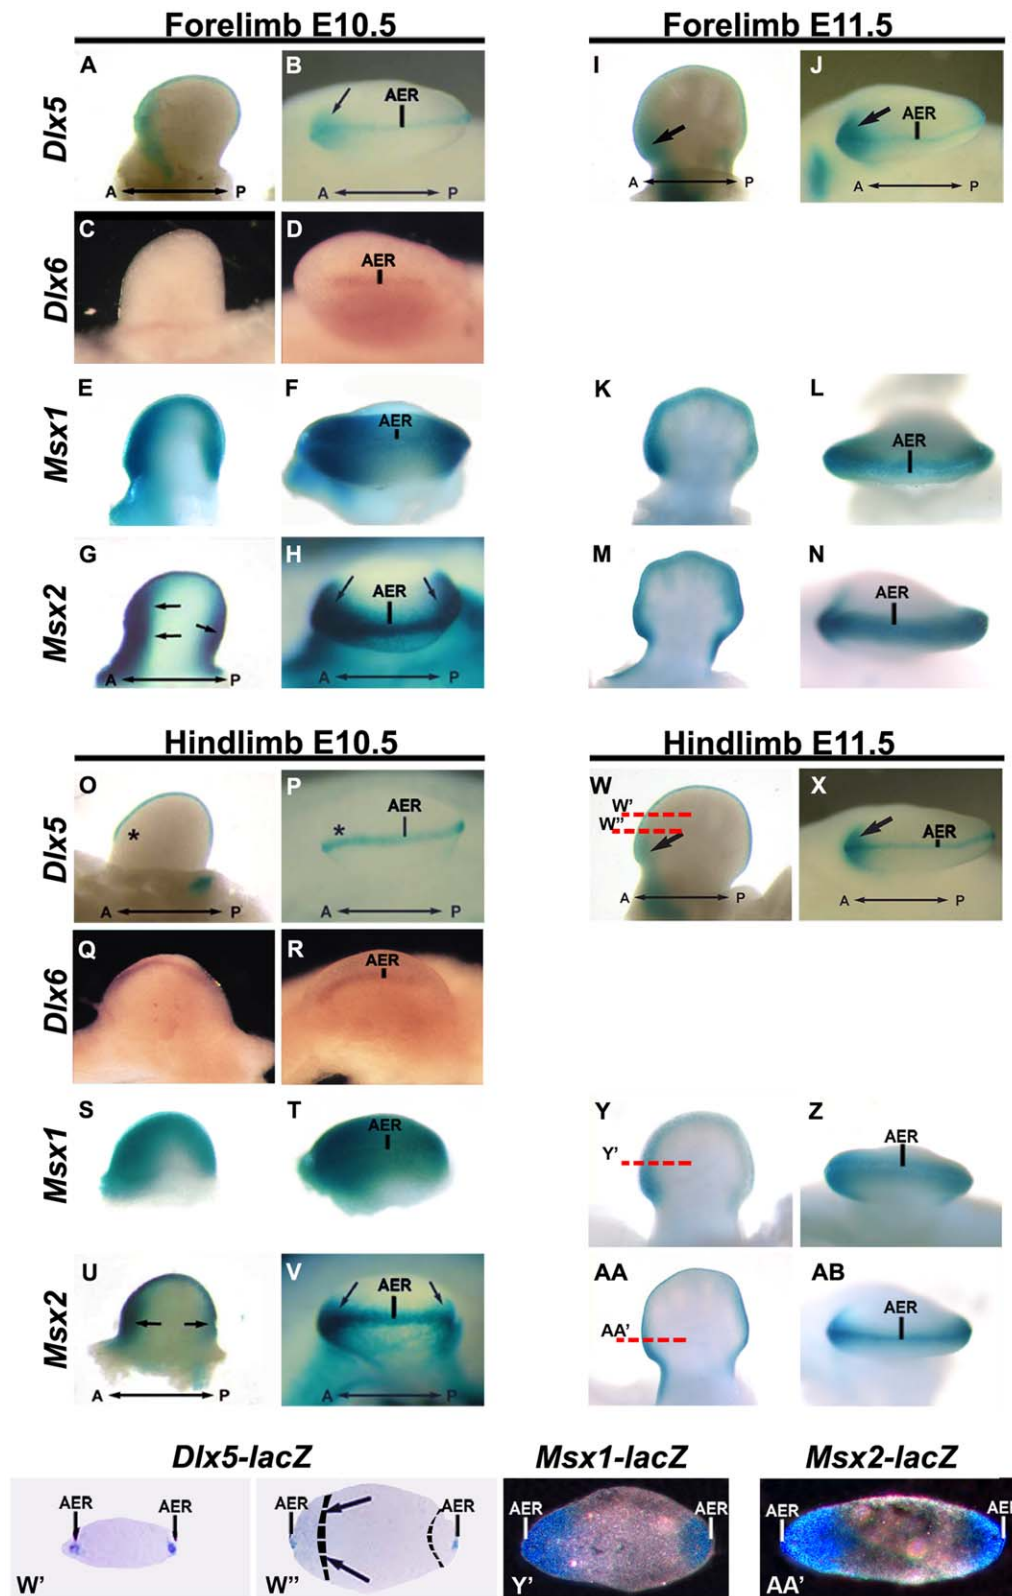 Forelimb E10.5
Forelimb E11.5
Dlx5
A
A P
B
AER
A P
I
A P
J
AER
A P
Dlx6
C
D
AER
Msx1
E
F
AER
K
L
AER
Msx2
G
A P
H
AER
A P
M
N
AER
Hindlimb E10.5
Hindlimb E11.5
Dlx5
O
*
A P
P
*
AER
A P
W
W'
W"
A P
X
AER
A P
Dlx6
Q
R
AER
Msx1
S
T
AER
Y
Y'
Z
AER
Msx2
U
A P
V
AER
A P
AA
AA'
AB
AER
Dlx5-lacZ
Msx1-lacZ
Msx2-lacZ
AER AER
W'
AER AER
W"
AER AER
Y'
AER AER
AA'